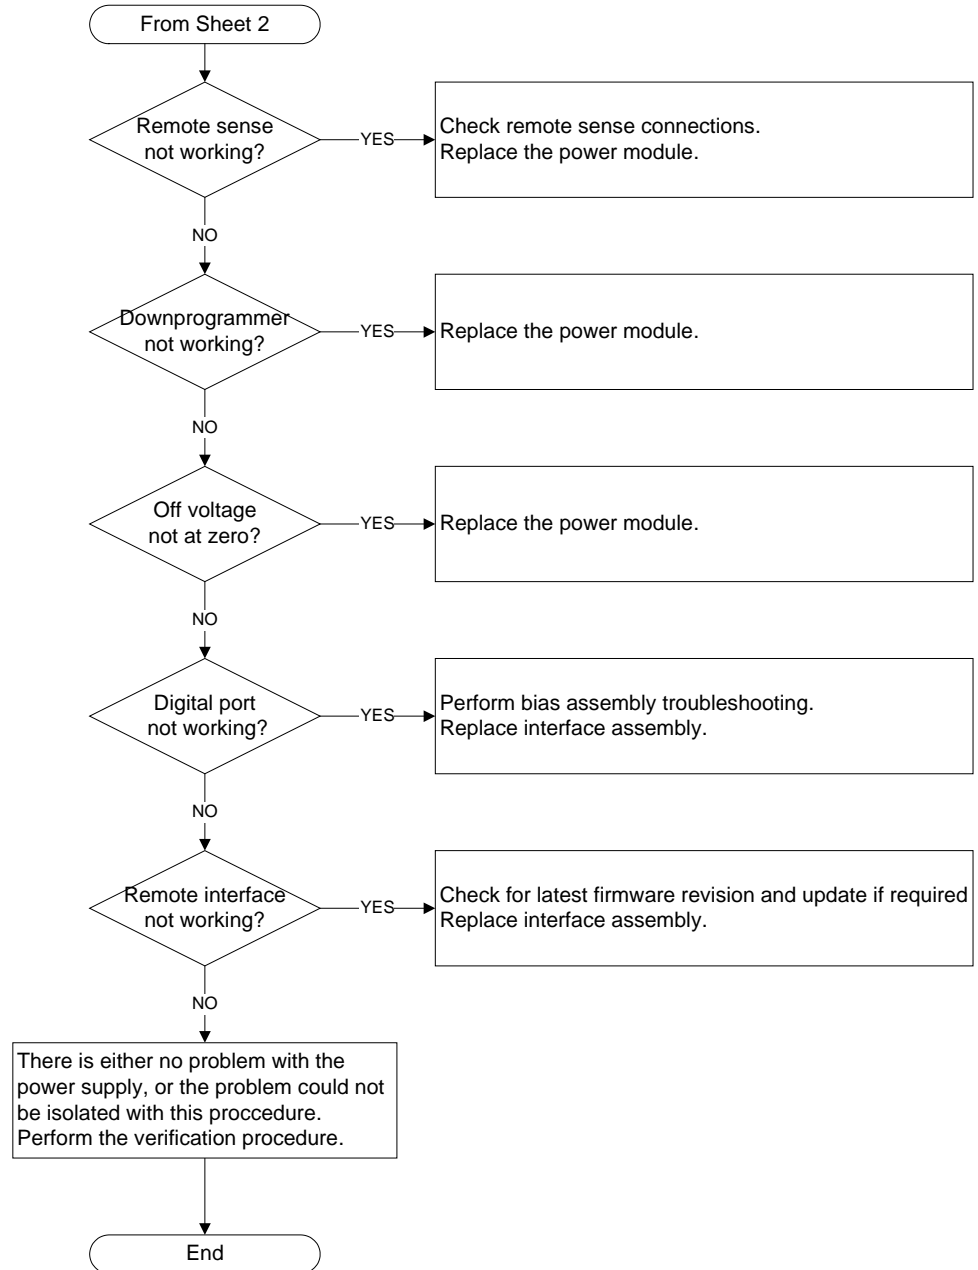 From Sheet 2
Remote sense
not working?
YES
Check remote sense connections.
Replace the power module.
NO
Downprogrammer
not working?
YES
Replace the power module.
NO
Off voltage
not at zero?
YES
Replace the power module.
NO
Digital port
not working?
YES
Perform bias assembly troubleshooting.
Replace interface assembly.
NO
Remote interface
not working?
YES
Check for latest firmware revision and update if required
Replace interface assembly.
NO
There is either no problem with the
power supply, or the problem could not
be isolated with this proccedure.
Perform the verification procedure.
End